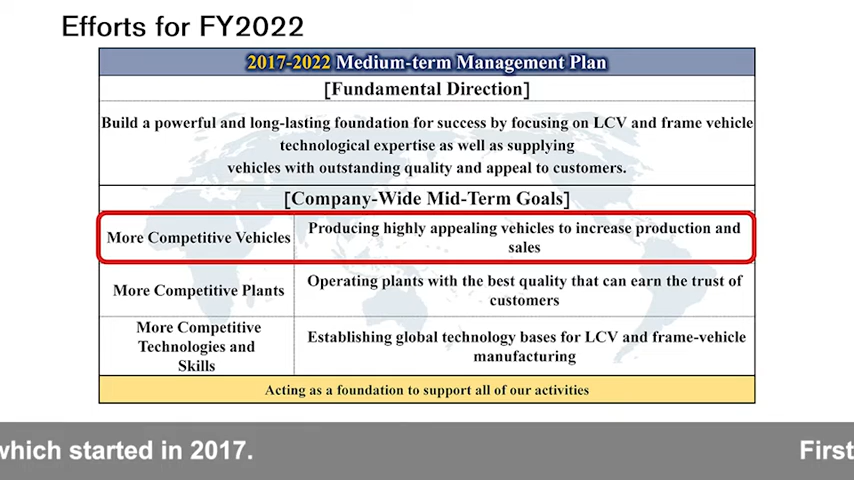 Efforts for FY2022
2017-2022 Medium-term Management Plan
[Fundamental Direction]
Build a powerful and long-lasting foundation for success by focusing on LCV and frame vehicle
technological expertise as well as supplying
vehicles with outstanding quality and appeal to customers.
[Company-Wide Mid-Term Goals]
More Competitive Vehicles
Producing highly appealing vehicles to increase production and
sales
More Competitive Plants
Operating plants with the best quality that can earn the trust of
customers
More Competitive
Technologies and
Skills
Establishing global technology bases for LCV and frame-vehicle
manufacturing
Acting as a foundation to support all of our activities
which started in 2017. First